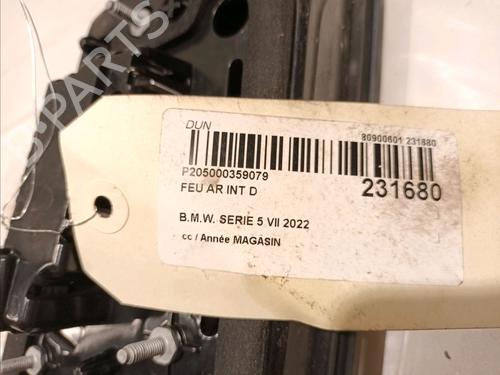 DUN
80900601 231680
P205000359079
231680
FEU AR INT D
B.M.W. SERIE 5 VII 2022
cc / Année MAGASIN